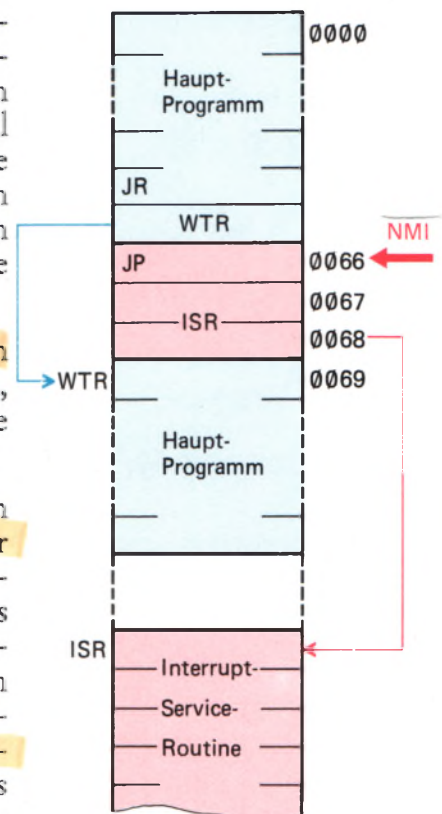 0000
Haupt-
Programm
JR
WTR
NMI
JP 0066
0067
ISR
0068
WTR 0069
Haupt-
Programm
ISR
Interrupt-
Service-
Routine